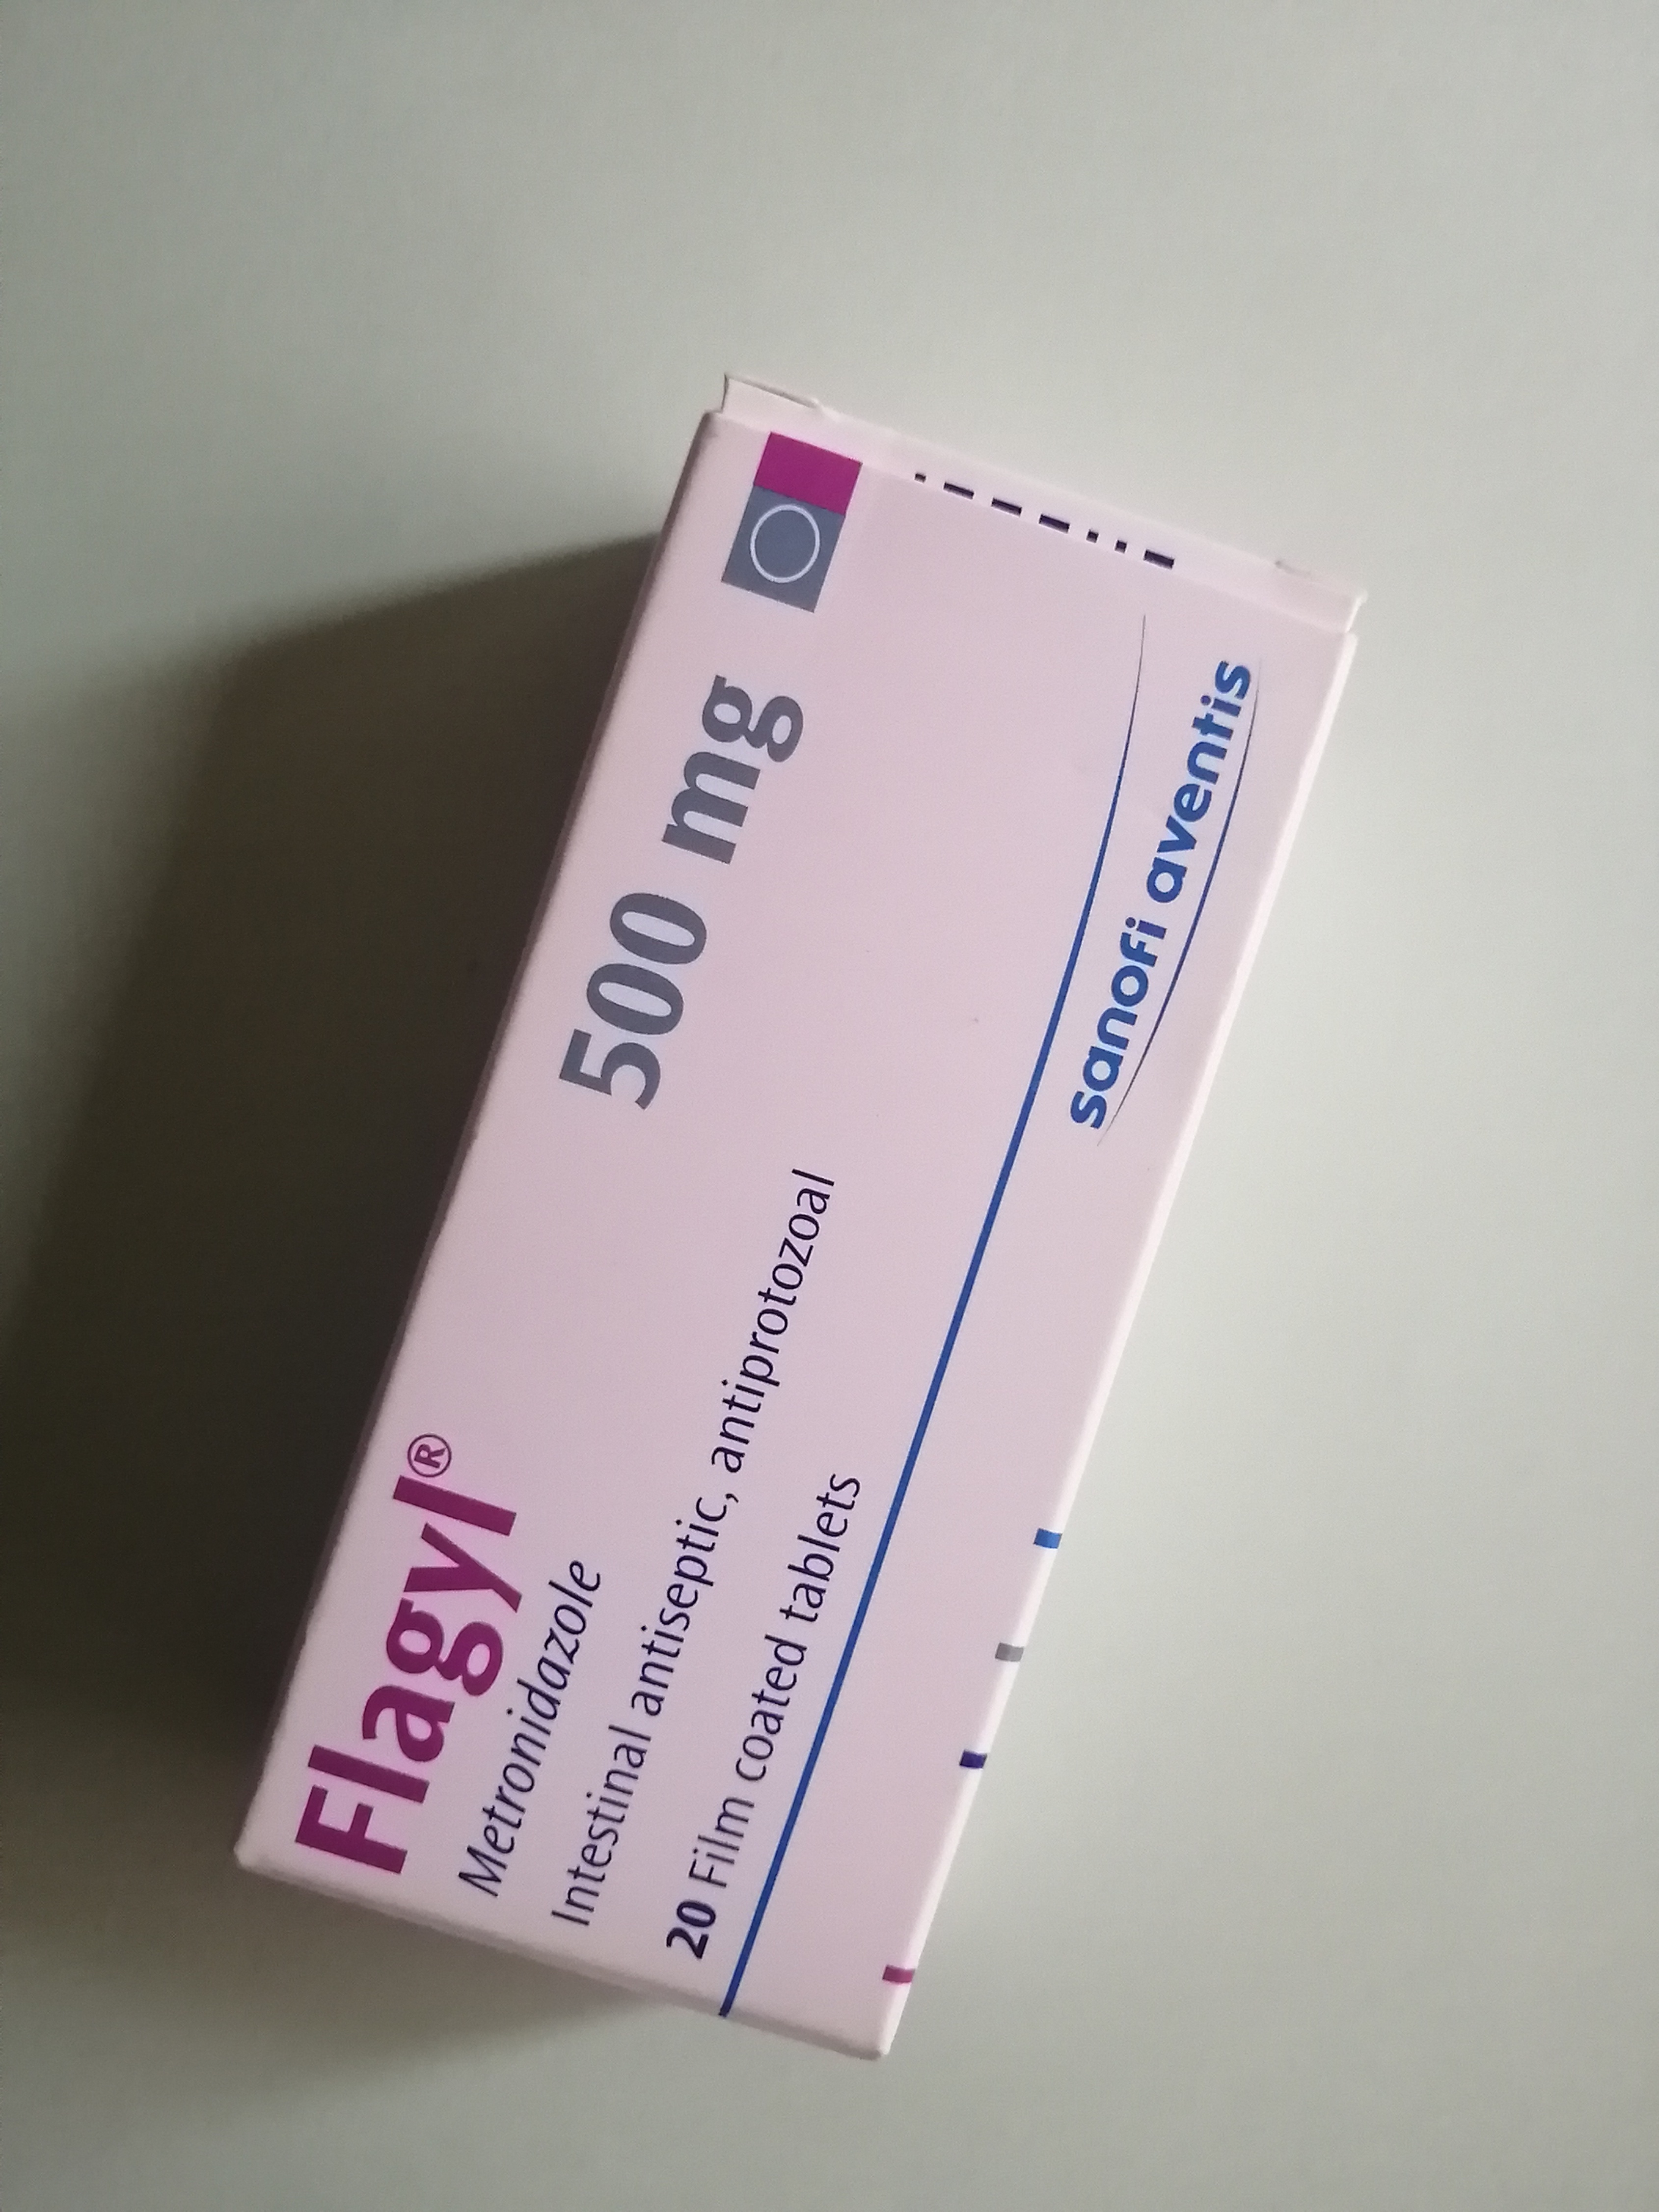 Flagyl® 500 mg
Metronidazole
Intestinal antiseptic, antiprotozoal
20 Film coated tablets
sanofi aventis